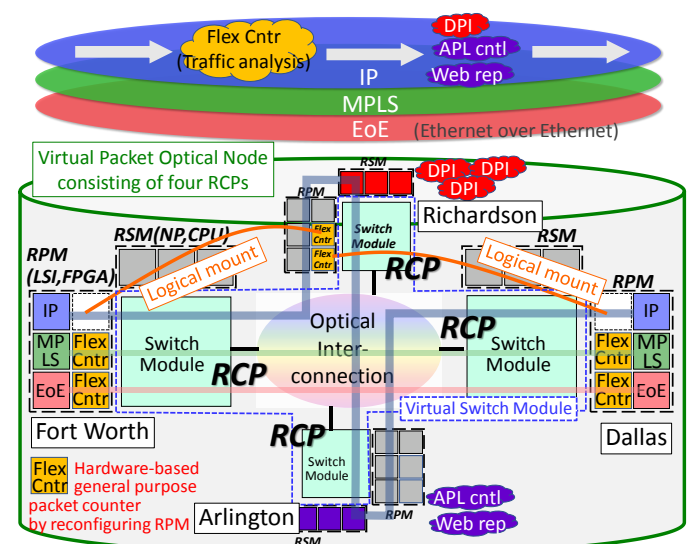 Flex Cntr
(Traffic analysis)
DPI
APL cntl
Web rep
IP
MPLS
EoE (Ethernet over Ethernet)
Virtual Packet Optical Node
consisting of four RCPs
RSM
DPI
DPI
DPI
RPM
Richardson
Flex
Cntr
Flex
Cntr
Switch
Module
RSM(NP,CPU)
RSM
RPM
(LSI,FPGA)
Logical mount
RCP
Logical mount
RPM
IP
MP
LS
Flex
Cntr
EoE
Flex
Cntr
Switch
Module
RCP
Optical
Inter-
connection
RCP
Switch
Module
IP
Flex
Cntr
MP
LS
Flex
Cntr
EoE
Virtual Switch Module
Fort Worth
RCP
Dallas
Switch
Module
Flex
Cntr
Hardware-based
general purpose
packet counter
by reconfiguring RPM
Arlington
RSM
RPM
APL cntl
Web rep